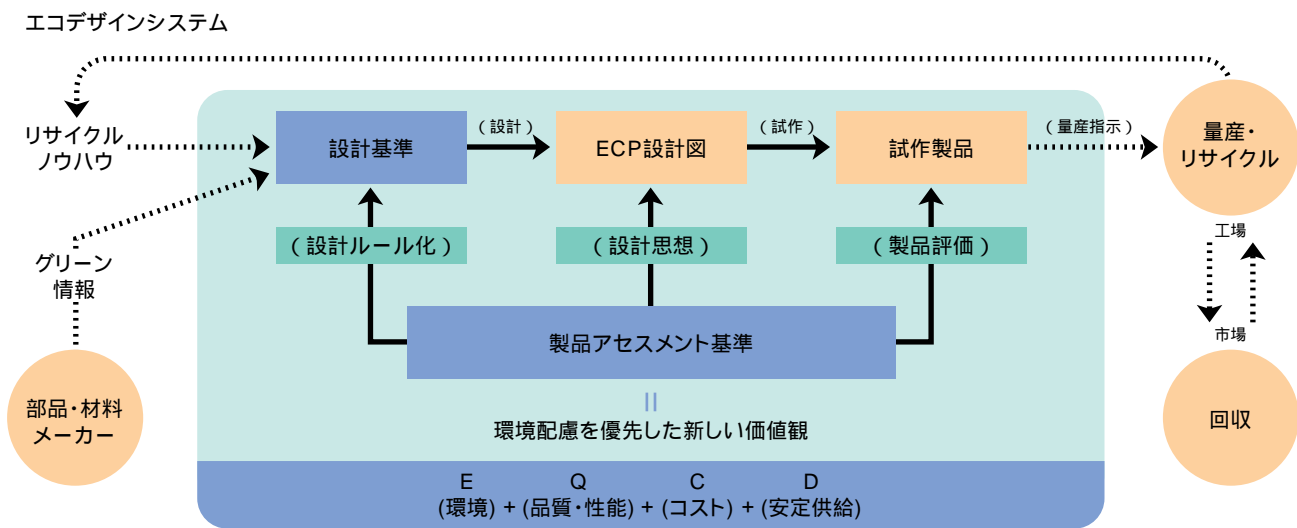 エコデザインシステム
リサイクル
ノウハウ
設計基準
(設計)
ECP設計図
(試作)
試作製品
(量産指示)
量産・
リサイクル
(設計ルール化)
(設計思想)
(製品評価)
工場
グリーン
情報
製品アセスメント基準
市場
部品・材料
メーカー
回収
=
環境配慮を優先した新しい価値観
E Q C D
(環境) + (品質・性能) + (コスト) + (安定供給)